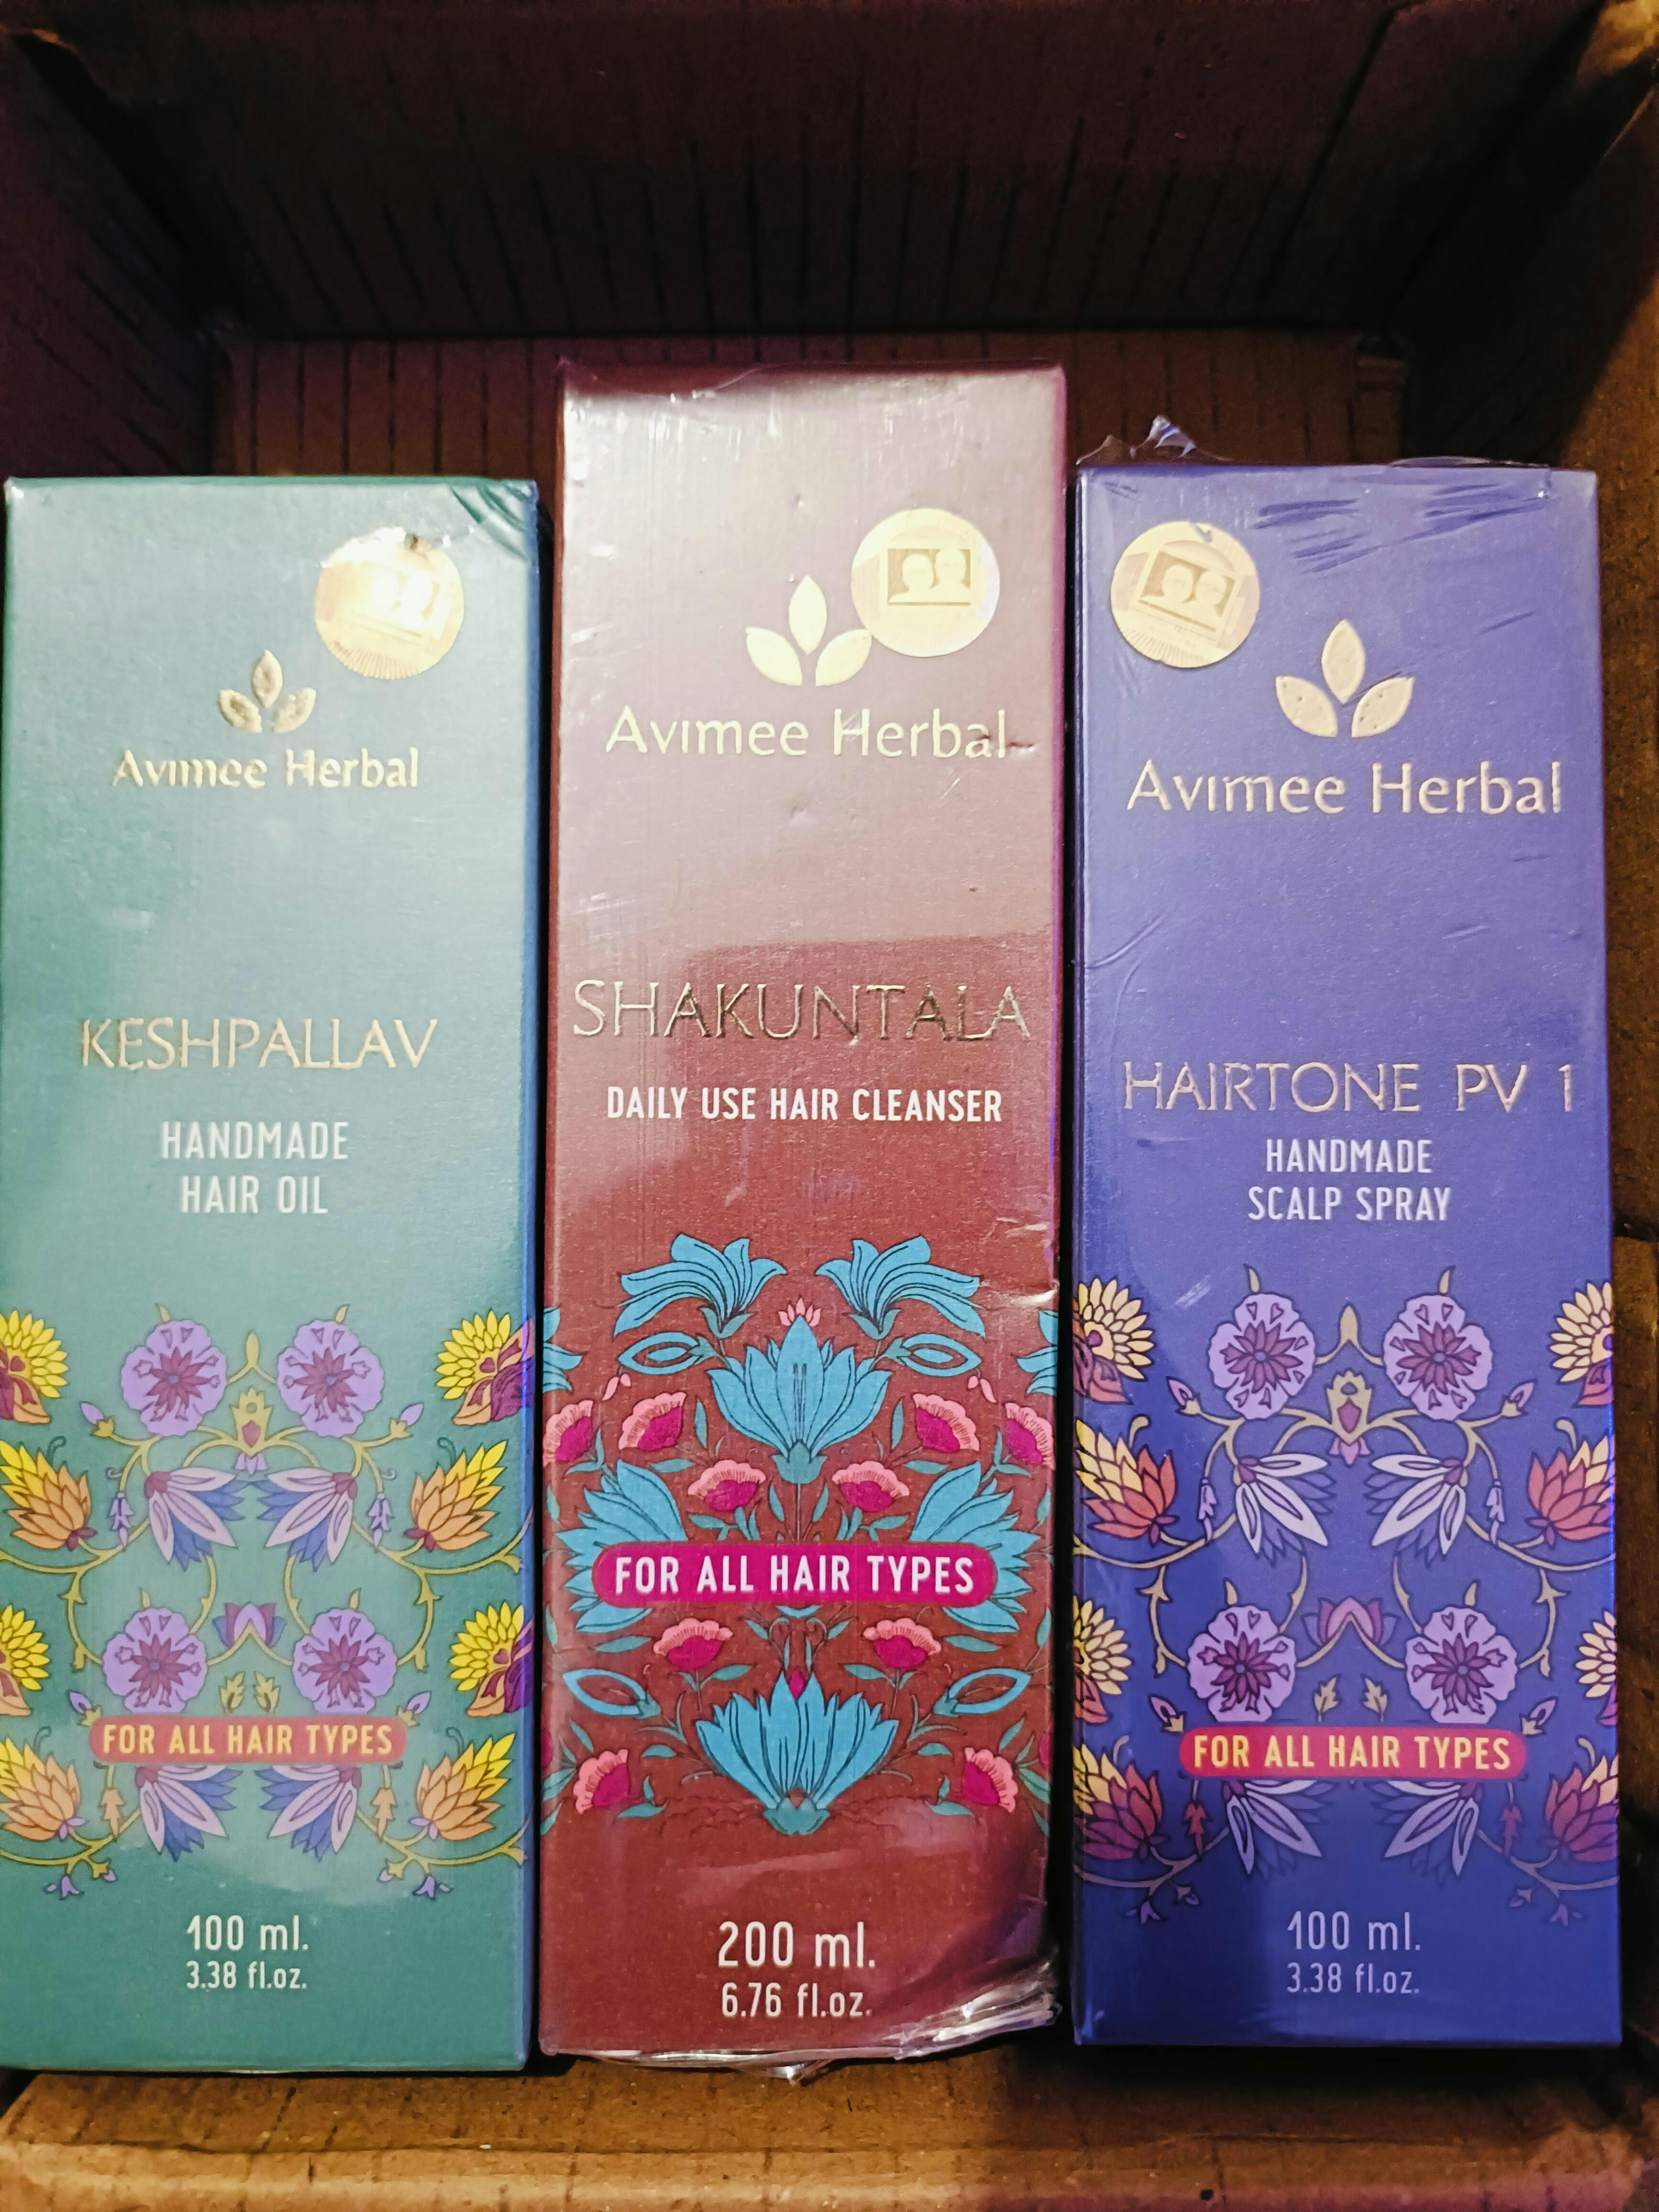 Avimee Herbal
KESHPALLAV
HANDMADE
HAIR OIL
FOR ALL HAIR TYPES
100 ml.
3.38 fl.oz.
Avimee Herbal
SHAKUNTALA
DAILY USE HAIR CLEANSER
FOR ALL HAIR TYPES
200 ml.
6.76 fl.oz.
Avimee Herbal
HAIRTONE PV 1
HANDMADE
SCALP SPRAY
FOR ALL HAIR TYPES
100 ml.
3.38 fl.oz.